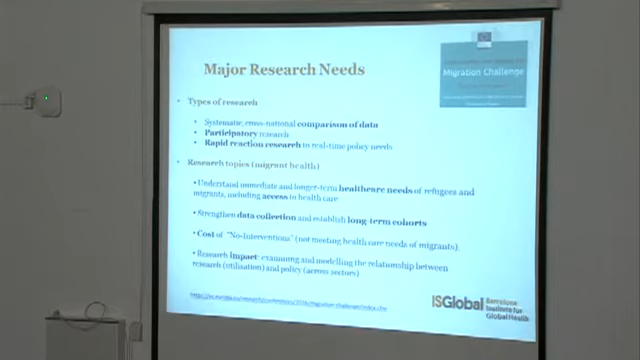 Major Research Needs
Migration Challenge
• Types of research
• Systematic, cross-national comparison of data
• Participatory research
• Rapid reaction research to real-time policy needs
• Research topics (migrant health)
• Understand immediate and longer-term healthcare needs of refugees and
migrants, including access to health care
• Strengthen data collection and establish long-term cohorts
• Cost of "No-Interventions" (not meeting health care needs of migrants).
• Research impact: examining and modelling the relationship between
research (utilisation) and policy (across sectors)
ISGlobal Barcelona
Institute for
Global Health